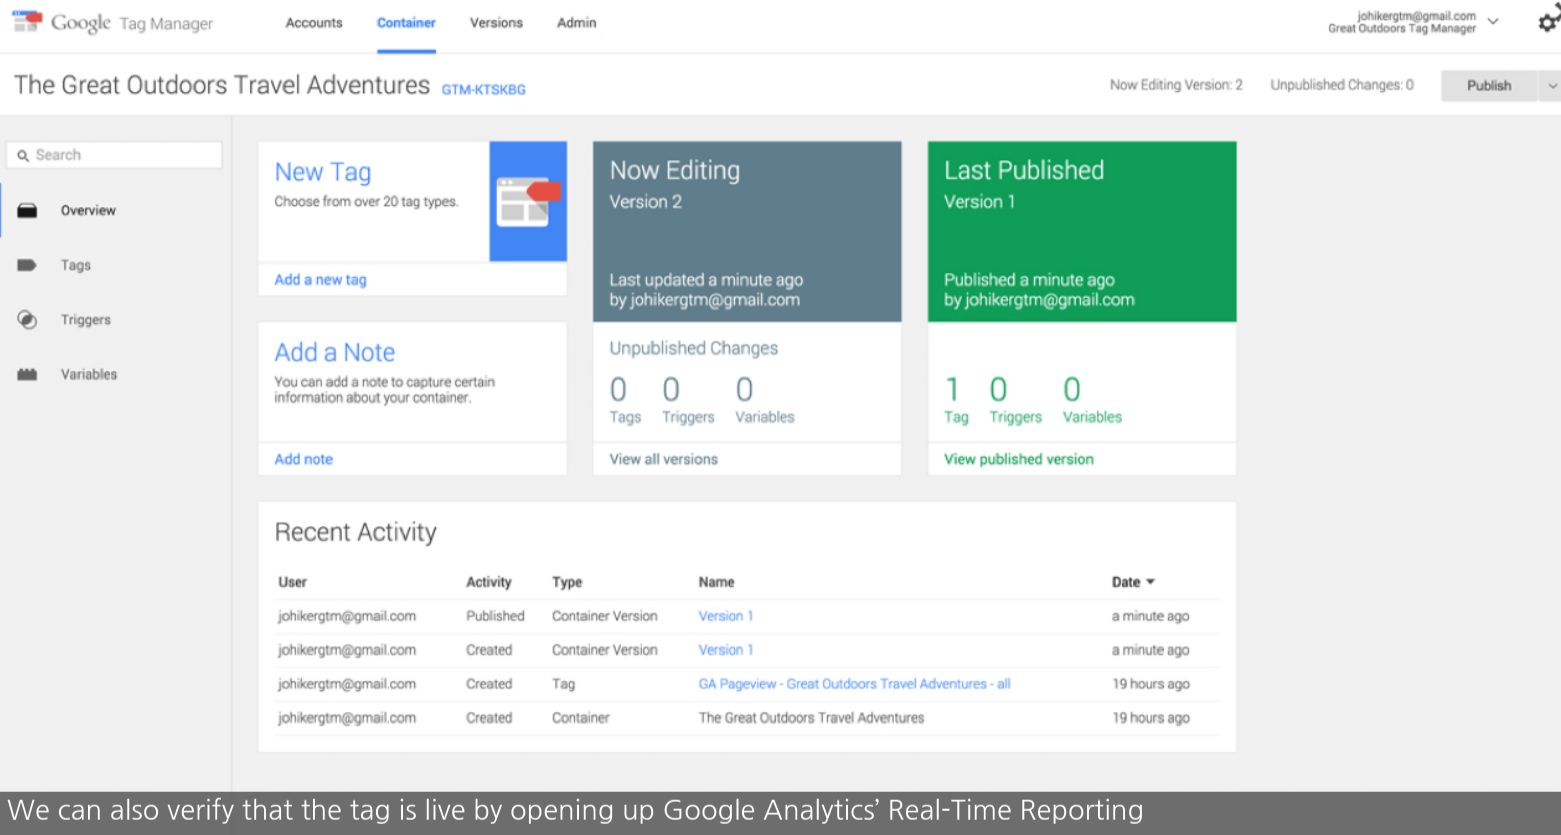 Google Tag Manager
Accounts Container Versions Admin
johikergtm@gmail.com
Great Outdoors Tag Manager
The Great Outdoors Travel Adventures GTM-KTSKBG
Now Editing Version: 2 Unpublished Changes: 0 Publish
Search
Overview
Tags
Triggers
Variables
New Tag
Choose from over 20 tag types.
Add a new tag
Add a Note
You can add a note to capture certain
information about your container.
Add note
Now Editing
Version 2
Last updated a minute ago
by johikergtm@gmail.com
Unpublished Changes
0 0 0
Tags Triggers Variables
View all versions
Last Published
Version 1
Published a minute ago
by johikergtm@gmail.com
1 0 0
Tag Triggers Variables
View published version
Recent Activity
User Activity Type Name Date
johikergtm@gmail.com Published Container Version Version 1 a minute ago
johikergtm@gmail.com Created Container Version Version 1 a minute ago
johikergtm@gmail.com Created Tag GA Pageview - Great Outdoors Travel Adventures - all 19 hours ago
johikergtm@gmail.com Created Container The Great Outdoors Travel Adventures 19 hours ago
We can also verify that the tag is live by opening up Google Analytics’ Real-Time Reporting